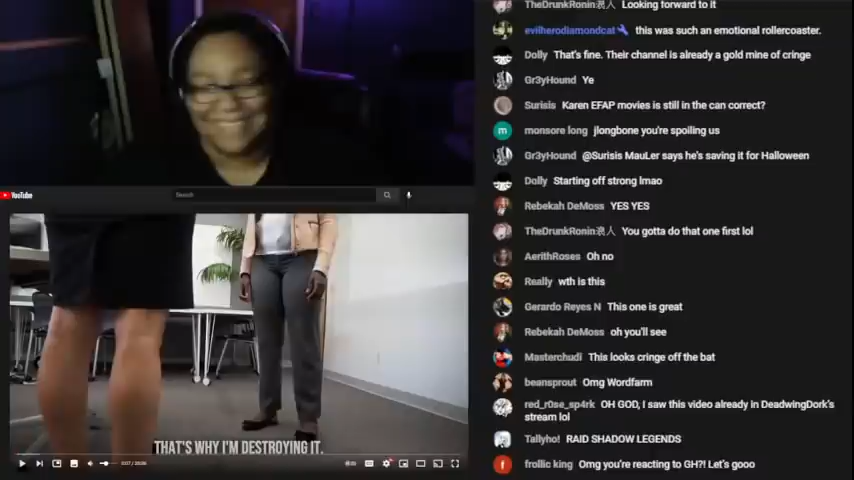 TheDrunkRonin浪人 Looking forward to it
evilherodiamondcat this was such an emotional rollercoaster.
Dolly That's fine. Their channel is already a gold mine of cringe
Gr3yHound Ye
Surisis Karen EFAP movies is still in the can correct?
monsore long jlongbone you're spoiling us
Gr3yHound @Surisis MauLer says he's saving it for Halloween
Dolly Starting off strong lmao
Rebekah DeMoss YES YES
TheDrunkRonin浪人 You gotta do that one first lol
AerithRoses Oh no
Really wth is this
Gerardo Reyes N This one is great
Rebekah DeMoss oh you'll see
Masterchudi This looks cringe off the bat
beansprout Omg Wordfarm
red_r0se_sp4rk OH GOD, I saw this video already in DeadwingDork's
stream lol
Tallyho! RAID SHADOW LEGENDS
frollic king Omg you're reacting to GH?! Let's gooo
YouTube
Search
THAT'S WHY I'M DESTROYING IT.